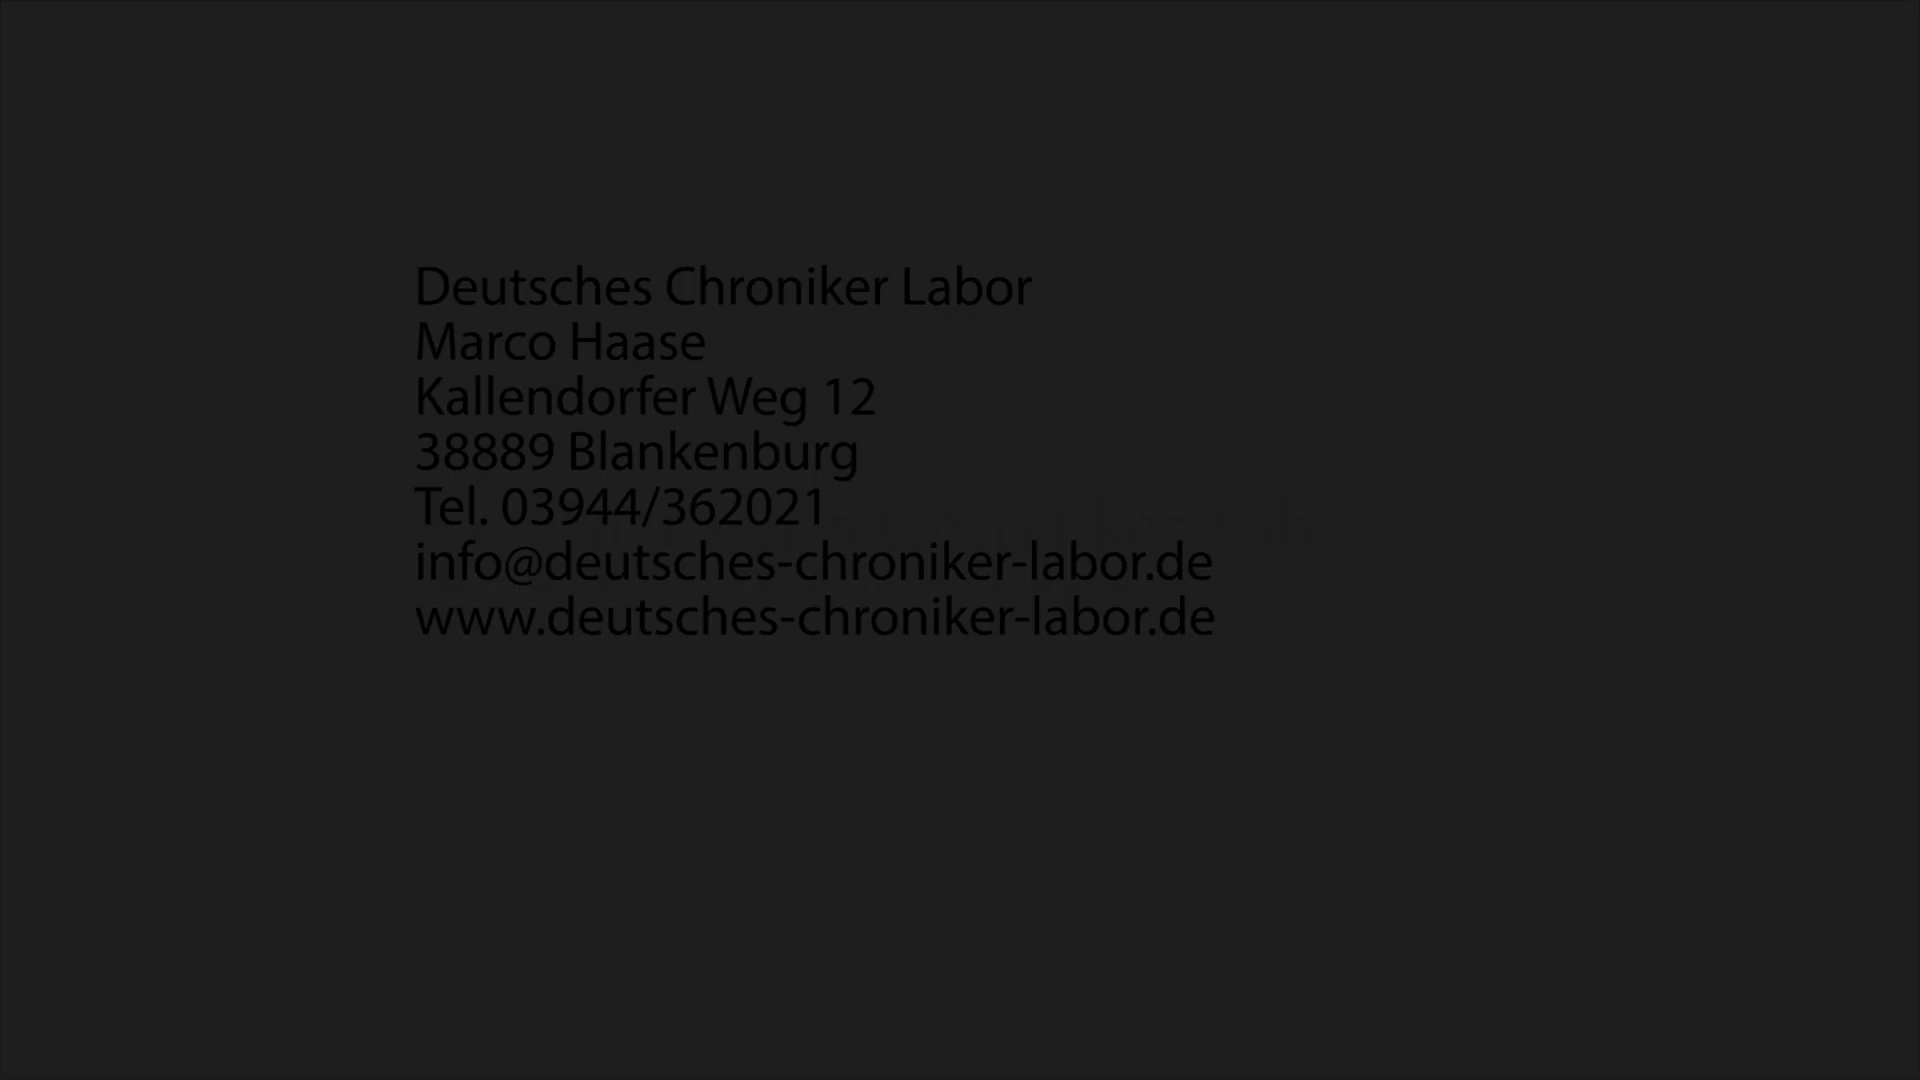 Deutsches Chroniker Labor
Marco Haase
Kallendorfer Weg 12
38889 Blankenburg
Tel. 03944/362021
info@deutsches-chroniker-labor.de
www.deutsches-chroniker-labor.de